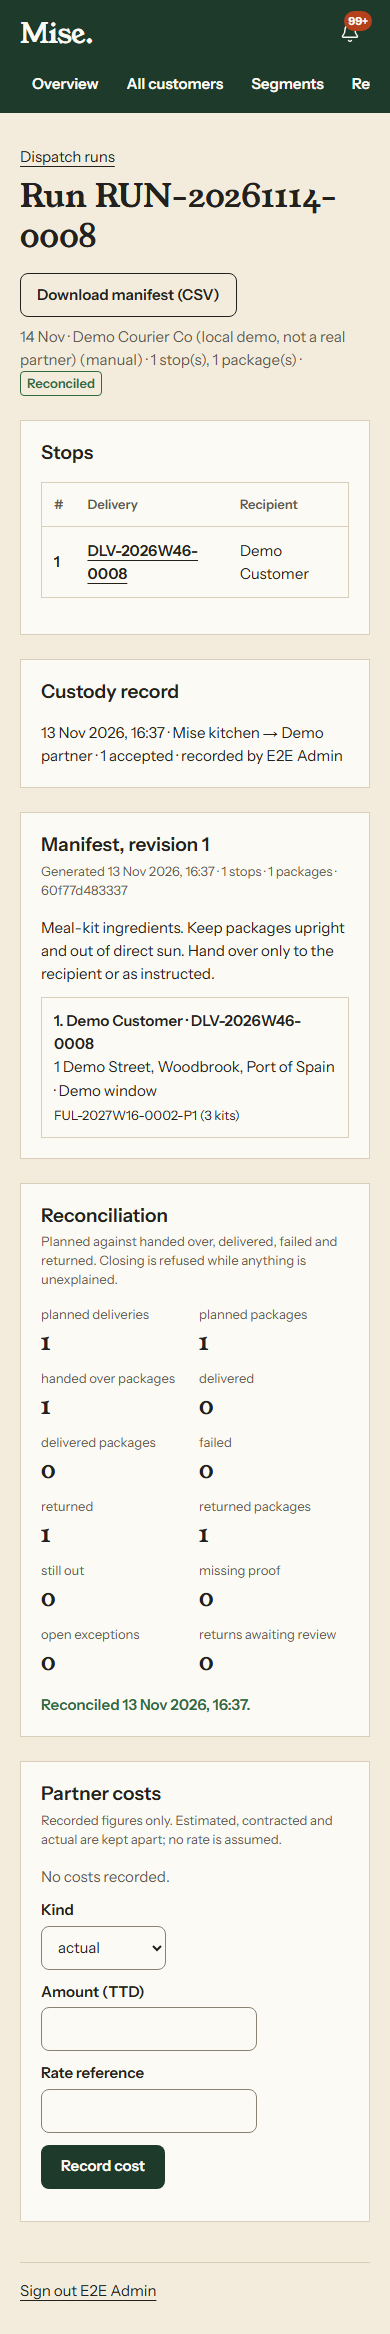 Mise.
99+
Overview All customers Segments Re
Dispatch runs
Run RUN-20261114-
0008
Download manifest (CSV)
14 Nov · Demo Courier Co (local demo, not a real
partner) (manual) · 1 stop(s), 1 package(s) ·
Reconciled
Stops
# Delivery Recipient
1 DLV-2026W46-
0008
Demo
Customer
Custody record
13 Nov 2026, 16:37 · Mise kitchen → Demo
partner · 1 accepted · recorded by E2E Admin
Manifest, revision 1
Generated 13 Nov 2026, 16:37 · 1 stops · 1 packages ·
60f77d483337
Meal-kit ingredients. Keep packages upright
and out of direct sun. Hand over only to the
recipient or as instructed.
1. Demo Customer · DLV-2026W46-
0008
1 Demo Street, Woodbrook, Port of Spain
· Demo window
FUL-2027W16-0002-P1 (3 kits)
Reconciliation
Planned against handed over, delivered, failed and
returned. Closing is refused while anything is
unexplained.
planned deliveries planned packages
1 1
handed over packages delivered
1 0
delivered packages failed
0 0
returned returned packages
1 1
still out missing proof
0 0
open exceptions returns awaiting review
0 0
Reconciled 13 Nov 2026, 16:37.
Partner costs
Recorded figures only. Estimated, contracted and
actual are kept apart; no rate is assumed.
No costs recorded.
Kind
actual
Amount (TTD)
Rate reference
Record cost
Sign out E2E Admin